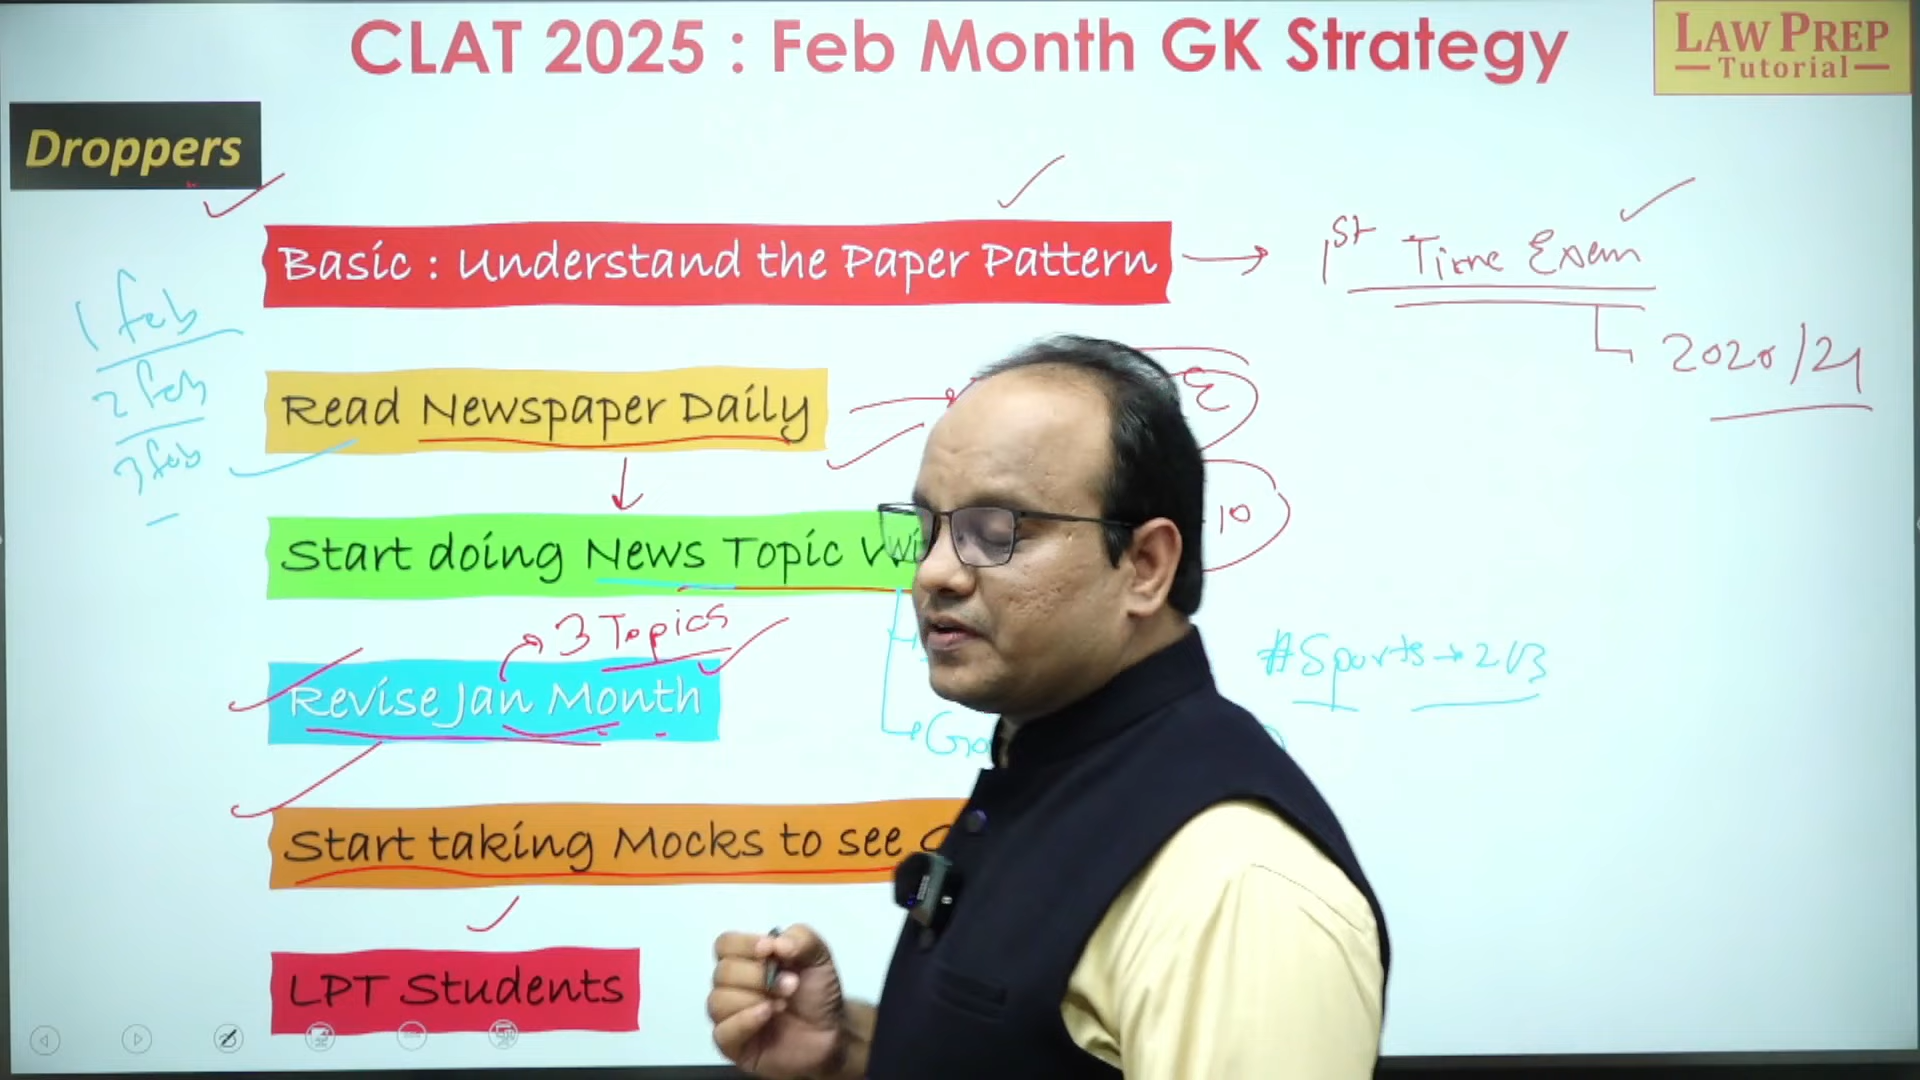 CLAT 2025 : Feb Month GK Strategy
LAW PREP
Tutorial
Droppers
Basic : Understand the Paper Pattern
1st Time Exam
2020/21
1 feb
2 feb
3 feb
Read Newspaper Daily
Start doing News Topic Wi
10
3 Topics
Revise Jan Month
#Sports → 2/3
Start taking Mocks to see
LPT Students